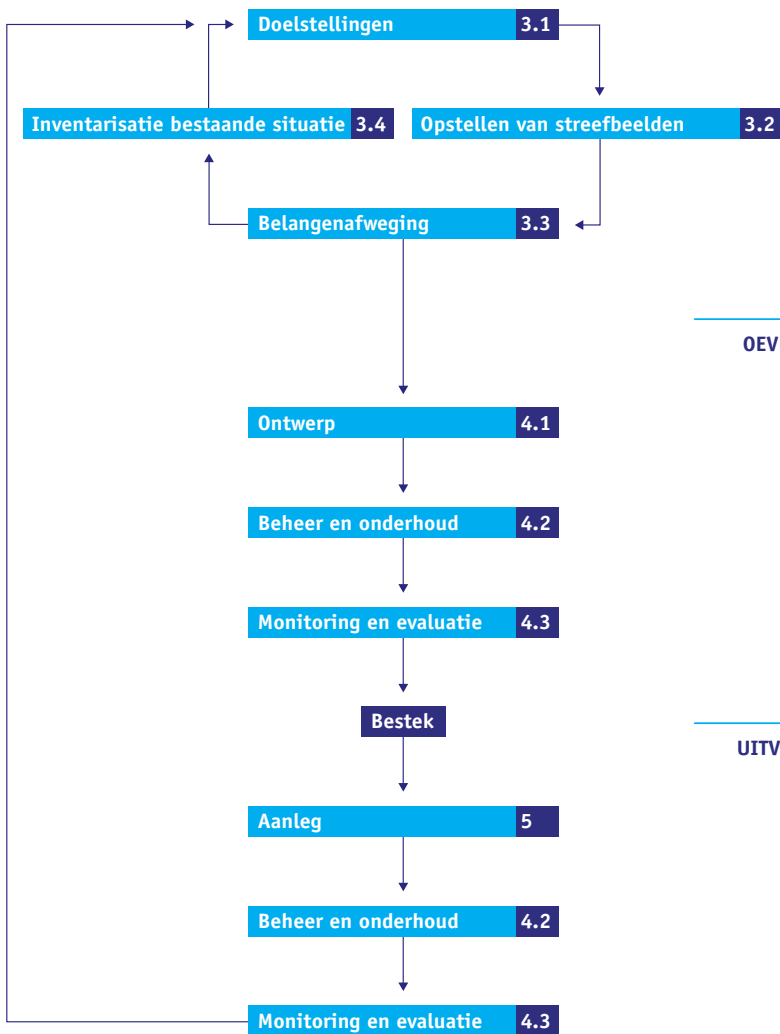 Doelstellingen 3.1
Inventarisatie bestaande situatie 3.4
Opstellen van streefbeelden 3.2
Belangenafweging 3.3
OEV
Ontwerp 4.1
Beheer en onderhoud 4.2
Monitoring en evaluatie 4.3
Bestek
UITV
Aanleg 5
Beheer en onderhoud 4.2
Monitoring en evaluatie 4.3